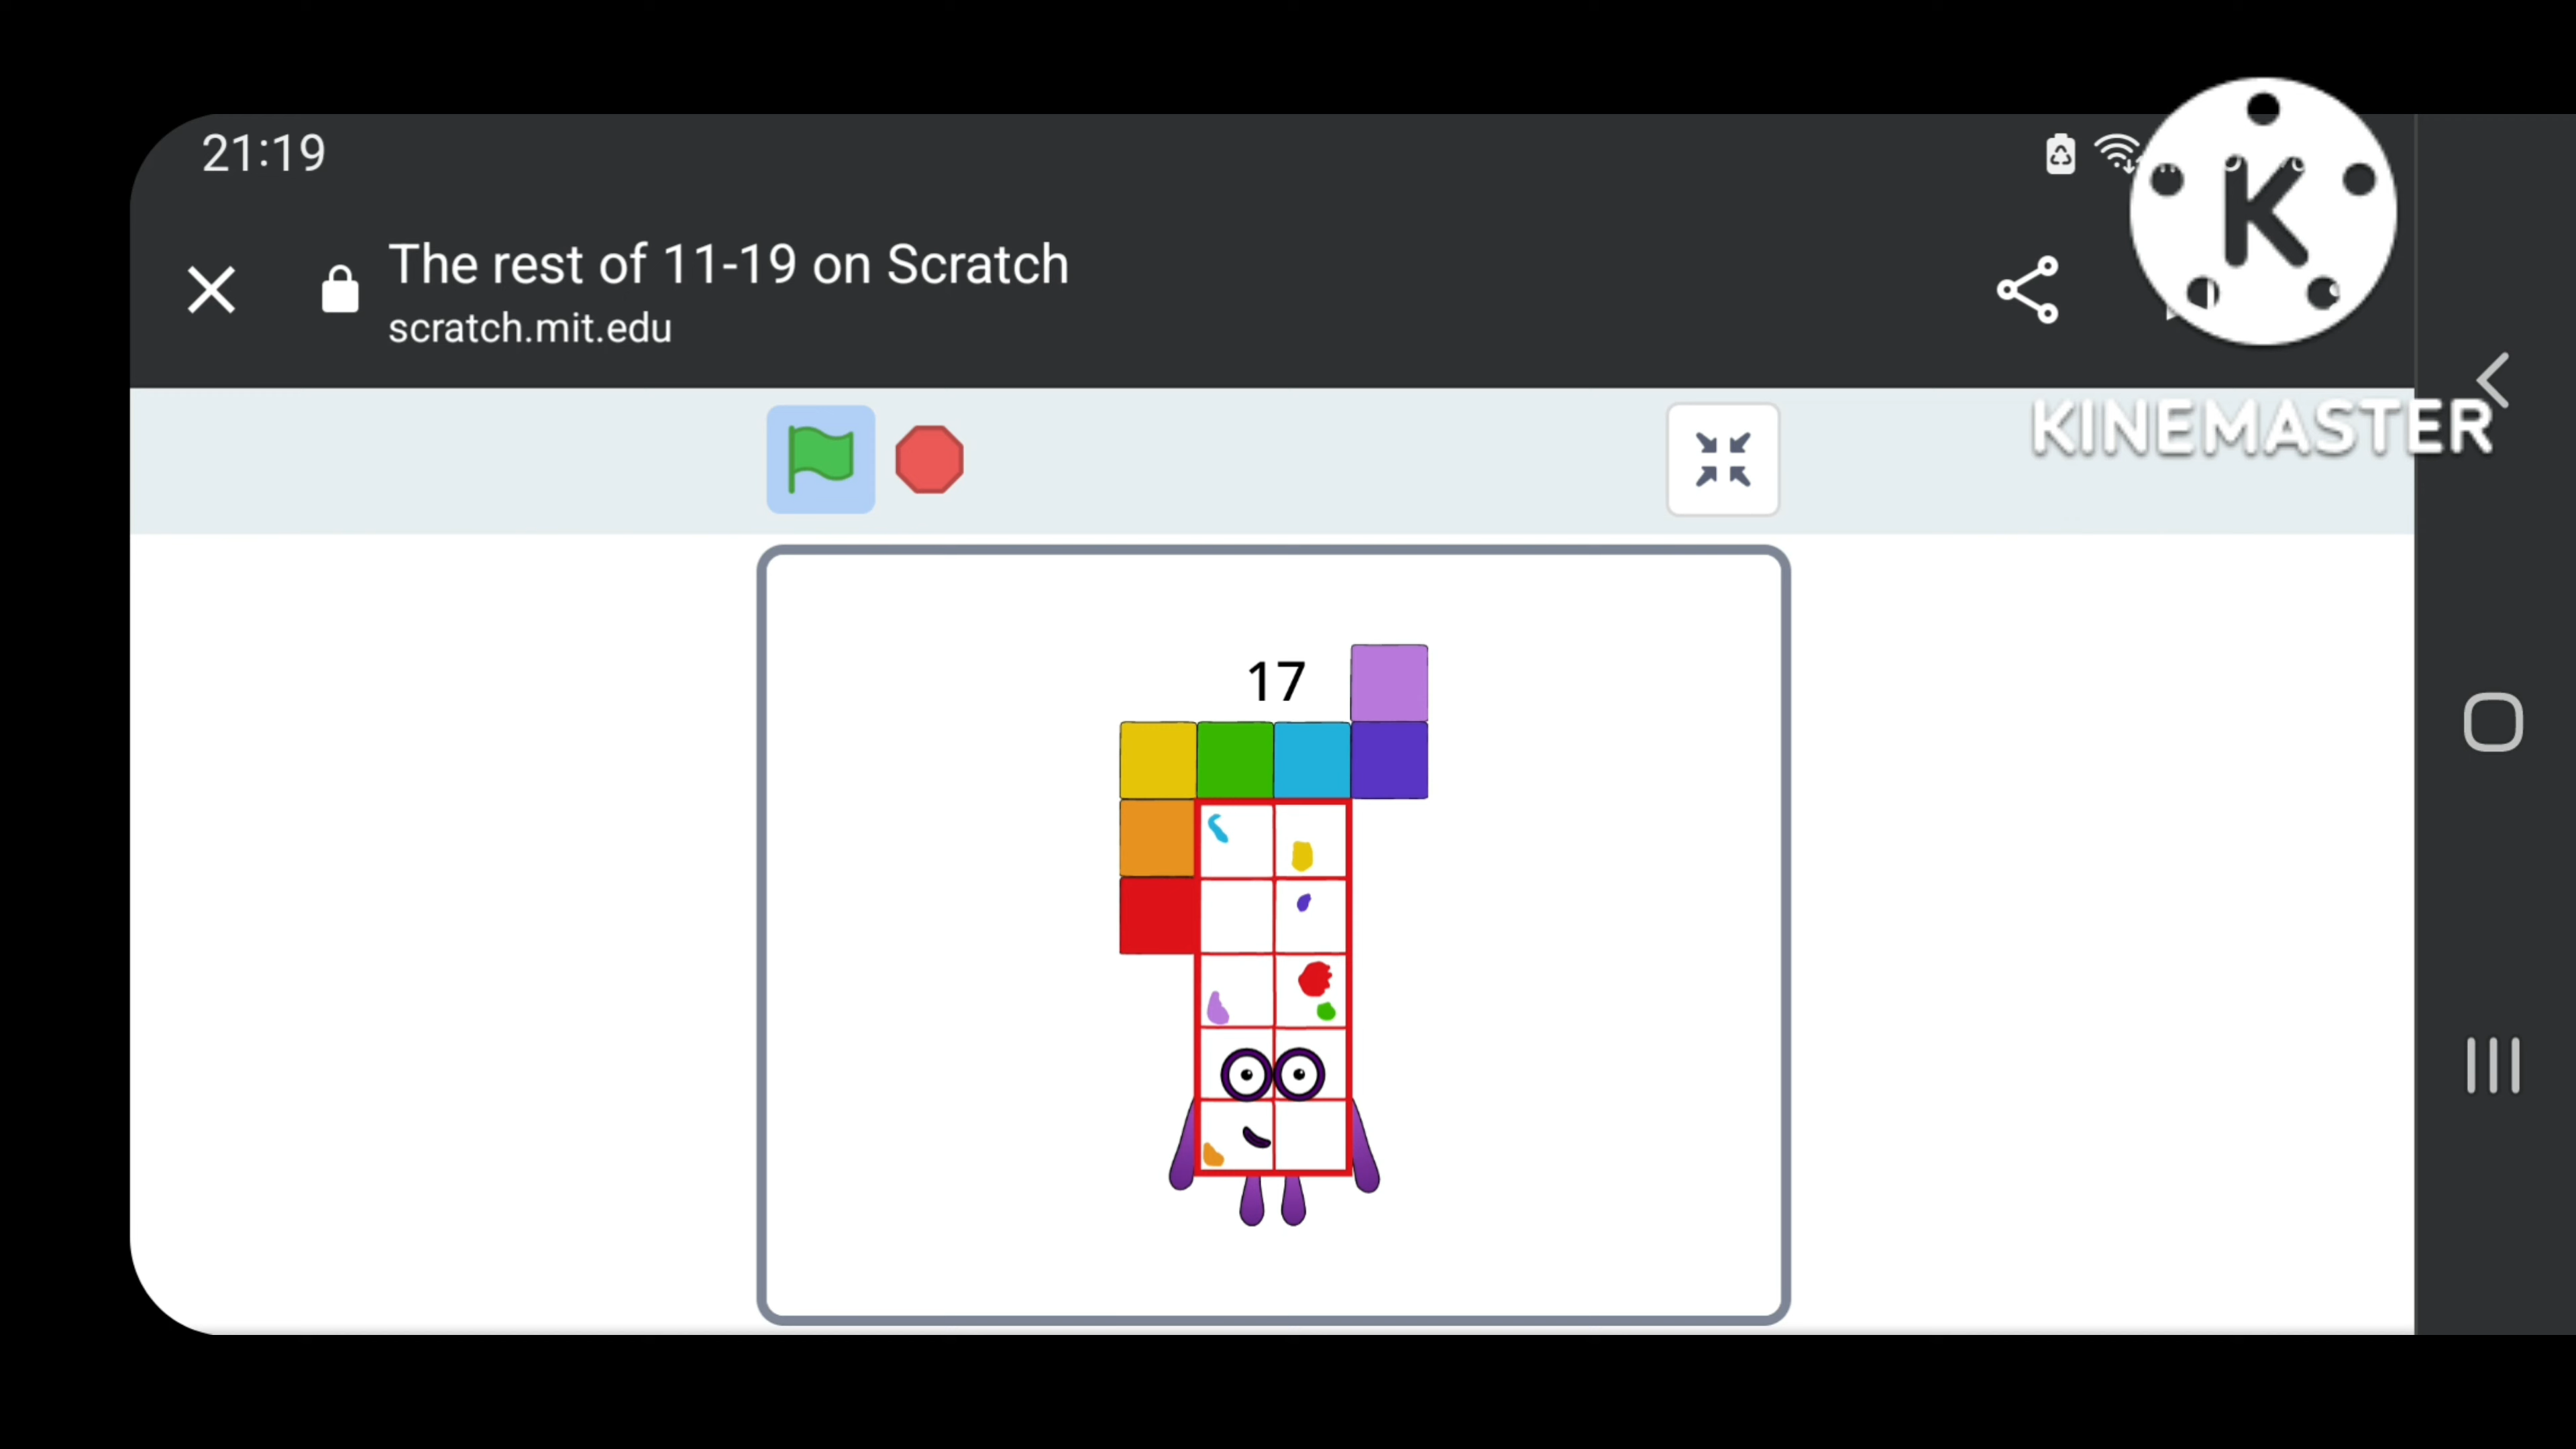 21:19
The rest of 11-19 on Scratch
scratch.mit.edu
K
KINEMASTER
17